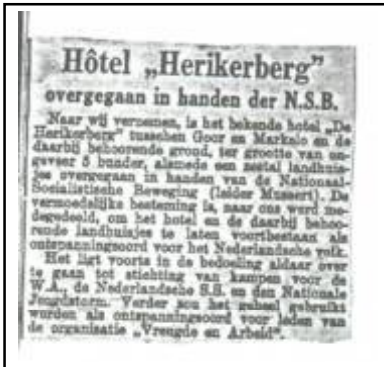 Hôtel „Herikerberg”
overgegaan in handen der N.S.B.
Naar wij vernemen, is het bekende hotel „De
Herikerberg” tusschen Goor en Markelo en de
daarbij behoorende grond, ter grootte van on-
geveer 5 bunder, alsmede een zestal landhuis-
jes overgegaan in handen van de Nationaal-
Socialistische Beweging (leider Mussert). De
vermoedelijke bestemming is, naar ons werd me-
degedeeld, om het hotel en de daarbij behoo-
rende landhuisjes te laten voortbestaan als
ontspanningsoord voor het Nederlandsche volk.
Het ligt voorts in de bedoeling aldaar over
te gaan tot stichting van kampen voor de
W.A., de Nederlandsche S.S. en den Nationale
Jeugdstorm. Verder zou het geheel gebruikt
worden als ontspanningsoord voor leden van
de organisatie „Vreugde en Arbeid”.